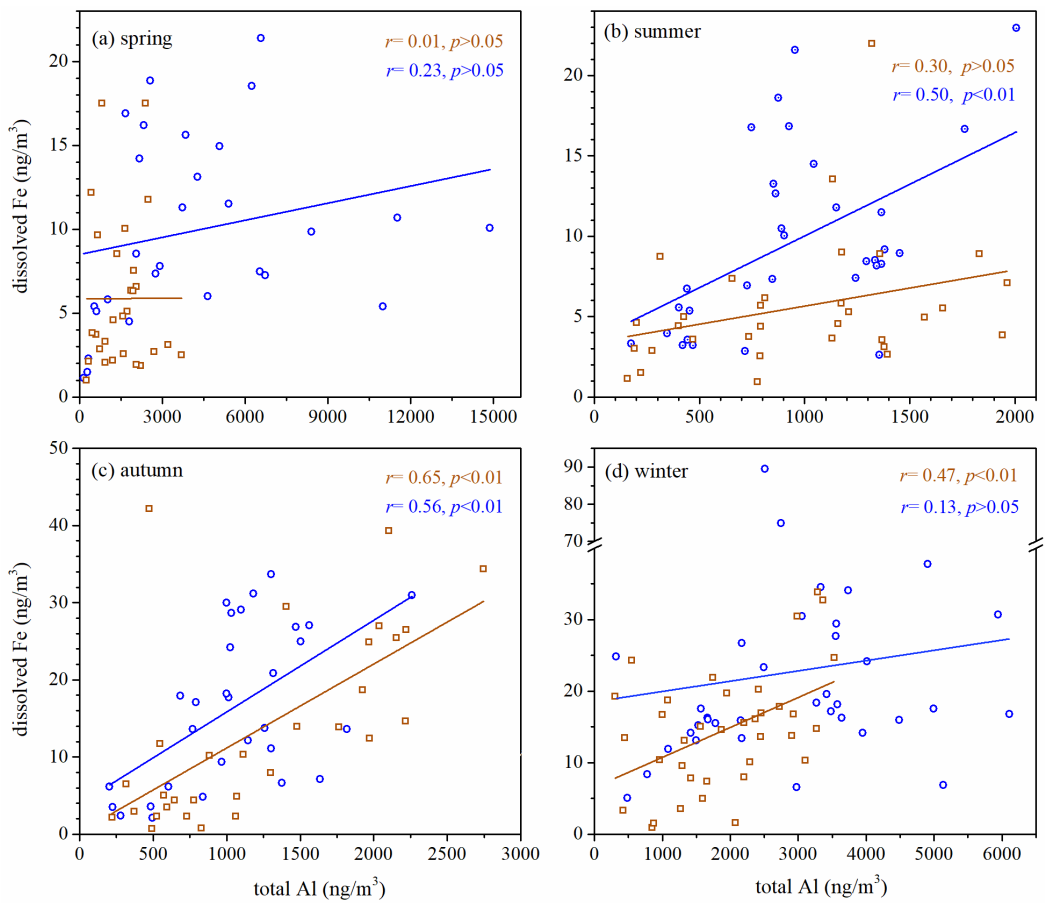 (a) spring
r= 0.01, p>0.05
r= 0.23, p>0.05
20
15
10
5
0
0 3000 6000 9000 12000 15000
dissolved Fe (ng/m³)
(b) summer
r= 0.30, p>0.05
r= 0.50, p<0.01
20
15
10
5
0
0 500 1000 1500 2000
(c) autumn
r= 0.65, p<0.01
r= 0.56, p<0.01
50
40
30
20
10
0
0 500 1000 1500 2000 2500 3000
dissolved Fe (ng/m³)
total Al (ng/m³)
(d) winter
r= 0.47, p<0.01
r= 0.13, p>0.05
90
80
70
30
20
10
0
0 1000 2000 3000 4000 5000 6000
total Al (ng/m³)